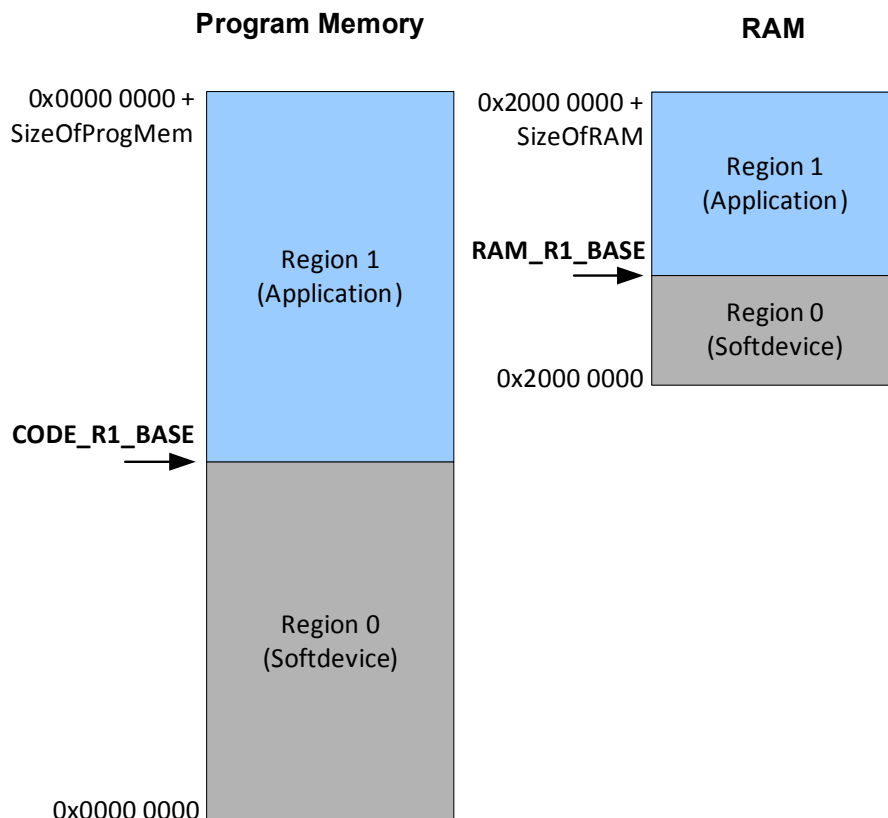 Program Memory
0x0000 0000 +
SizeOfProgMem
Region 1
(Application)
CODE_R1_BASE
Region 0
(Softdevice)
0x0000 0000
RAM
0x2000 0000 +
SizeOfRAM
Region 1
(Application)
RAM_R1_BASE
Region 0
(Softdevice)
0x2000 0000